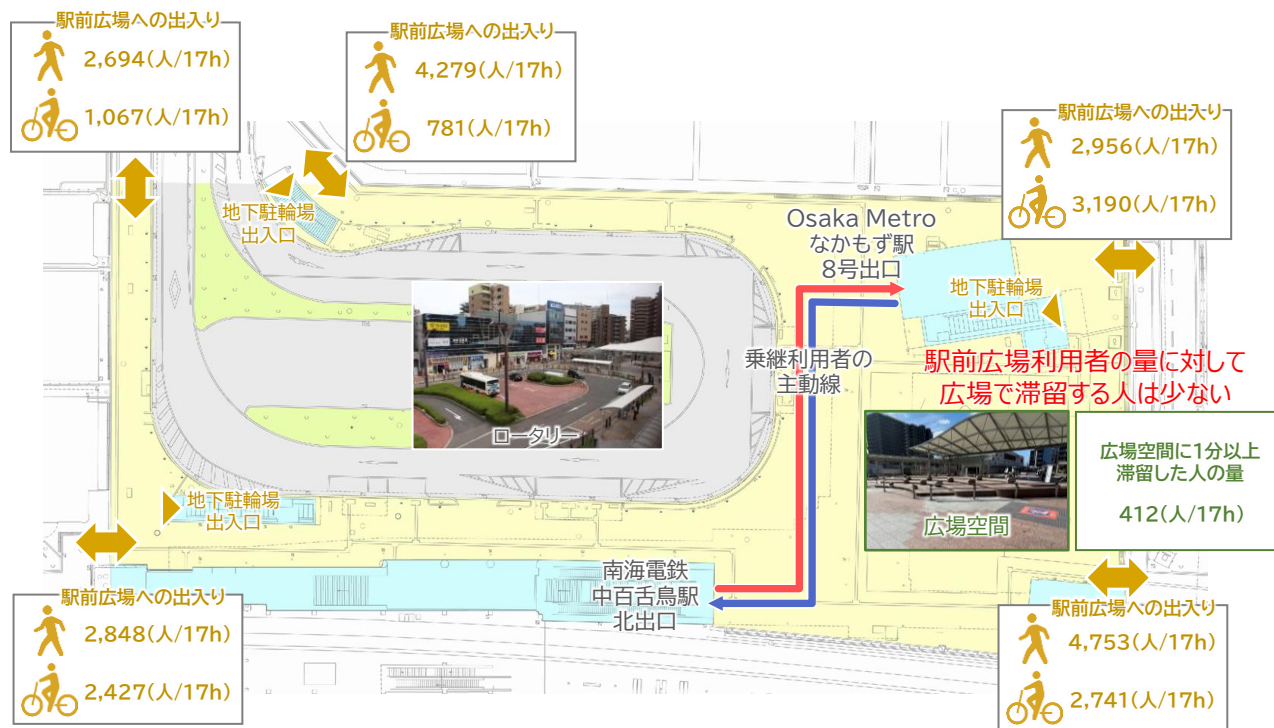 駅前広場への出入り
2,694(人/17h)
1,067(人/17h)
駅前広場への出入り
4,279(人/17h)
781(人/17h)
駅前広場への出入り
2,956(人/17h)
3,190(人/17h)
地下駐輪場
出入口
Osaka Metro
なかもず駅
8号出口
地下駐輪場
出入口
乗継利用者の
主動線
駅前広場利用者の量に対して
広場で滞留する人は少ない
ロータリー
広場空間
広場空間に1分以上
滞留した人の量
412(人/17h)
地下駐輪場
出入口
南海電鉄
中百舌鳥駅
北出口
駅前広場への出入り
2,848(人/17h)
2,427(人/17h)
駅前広場への出入り
4,753(人/17h)
2,741(人/17h)